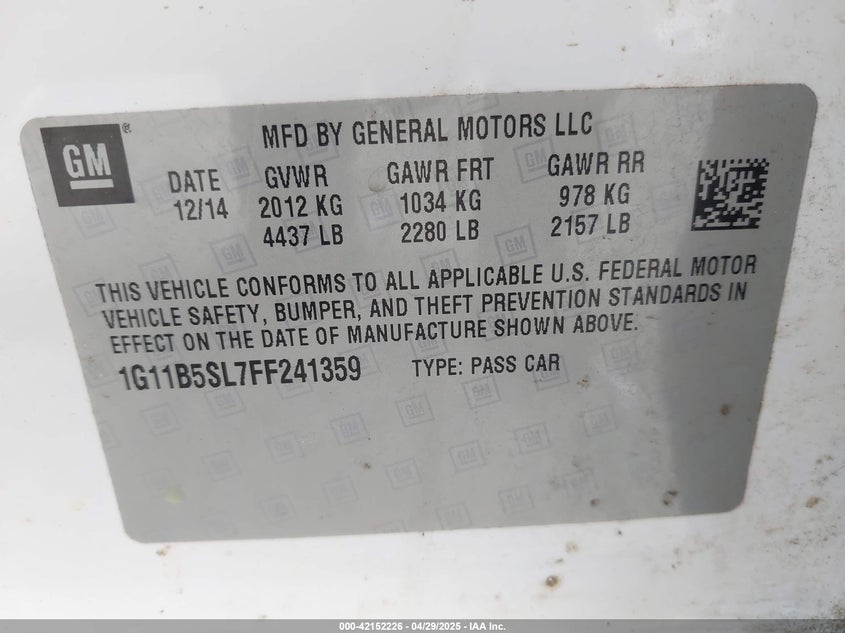 GM
MFD BY GENERAL MOTORS LLC
DATE GVWR GAWR FRT GAWR RR
12/14 2012 KG 1034 KG 978 KG
4437 LB 2280 LB 2157 LB
THIS VEHICLE CONFORMS TO ALL APPLICABLE U.S. FEDERAL MOTOR
VEHICLE SAFETY, BUMPER, AND THEFT PREVENTION STANDARDS IN
EFFECT ON THE DATE OF MANUFACTURE SHOWN ABOVE.
1G11B5SL7FF241359 TYPE: PASS CAR
000-42152226 - 04/29/2025 - IAA Inc.